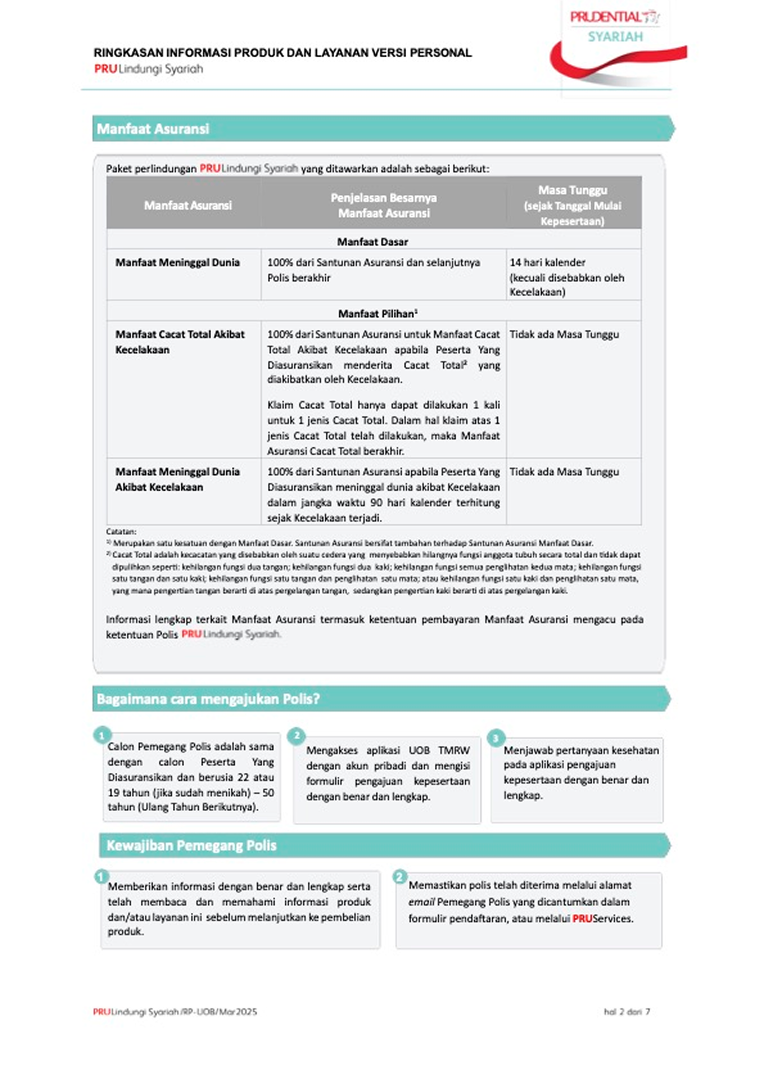 PRUDENTIAL
SYARIAH
RINGKASAN INFORMASI PRODUK DAN LAYANAN VERSI PERSONAL
PRULindungi Syariah
Manfaat Asuransi
Paket perlindungan PRULindungi Syariah yang ditawarkan adalah sebagai berikut:
Manfaat Asuransi
Penjelasan Besarnya
Manfaat Asuransi
Masa Tunggu
(sejak Tanggal Mulai
Kepesertaan)
Manfaat Dasar
Manfaat Meninggal Dunia
100% dari Santunan Asuransi dan selanjutnya
Polis berakhir
14 hari kalender
(kecuali disebabkan oleh
Kecelakaan)
Manfaat Pilihan¹
Manfaat Cacat Total Akibat
Kecelakaan
100% dari Santunan Asuransi untuk Manfaat Cacat
Total Akibat Kecelakaan apabila Peserta Yang
Diasuransikan menderita Cacat Total² yang
diakibatkan oleh Kecelakaan.
Klaim Cacat Total hanya dapat dilakukan 1 kali
untuk 1 jenis Cacat Total. Dalam hal klaim atas 1
jenis Cacat Total telah dilakukan, maka Manfaat
Asuransi Cacat Total berakhir.
Tidak ada Masa Tunggu
Manfaat Meninggal Dunia
Akibat Kecelakaan
100% dari Santunan Asuransi apabila Peserta Yang
Diasuransikan meninggal dunia akibat Kecelakaan
dalam jangka waktu 90 hari kalender terhitung
sejak Kecelakaan terjadi.
Tidak ada Masa Tunggu
Catatan:
¹⁾ Merupakan satu kesatuan dengan Manfaat Dasar. Santunan Asuransi bersifat tambahan terhadap Santunan Asuransi Manfaat Dasar.
²⁾ Cacat Total adalah kecacatan yang disebabkan oleh suatu cedera yang menyebabkan hilangnya fungsi anggota tubuh secara total dan tidak dapat
dipulihkan seperti: kehilangan fungsi dua tangan; kehilangan fungsi dua kaki; kehilangan fungsi semua penglihatan kedua mata; kehilangan fungsi
satu tangan dan satu kaki; kehilangan fungsi satu tangan dan penglihatan satu mata; atau kehilangan fungsi satu kaki dan penglihatan satu mata,
yang mana pengertian tangan berarti di atas pergelangan tangan, sedangkan pengertian kaki berarti di atas pergelangan kaki.
Informasi lengkap terkait Manfaat Asuransi termasuk ketentuan pembayaran Manfaat Asuransi mengacu pada
ketentuan Polis PRULindungi Syariah.
Bagaimana cara mengajukan Polis?
1
Calon Pemegang Polis adalah sama
dengan calon Peserta Yang
Diasuransikan dan berusia 22 atau
19 tahun (jika sudah menikah) – 50
tahun (Ulang Tahun Berikutnya).
2
Mengakses aplikasi UOB TMRW
dengan akun pribadi dan mengisi
formulir pengajuan kepesertaan
dengan benar dan lengkap.
3
Menjawab pertanyaan kesehatan
pada aplikasi pengajuan
kepesertaan dengan benar dan
lengkap.
Kewajiban Pemegang Polis
1
Memberikan informasi dengan benar dan lengkap serta
telah membaca dan memahami informasi produk
dan/atau layanan ini sebelum melanjutkan ke pembelian
produk.
2
Memastikan polis telah diterima melalui alamat
email Pemegang Polis yang dicantumkan dalam
formulir pendaftaran, atau melalui PRUServices.
PRULindungi Syariah/RP-UOB/Mar2025
hal 2 dari 7